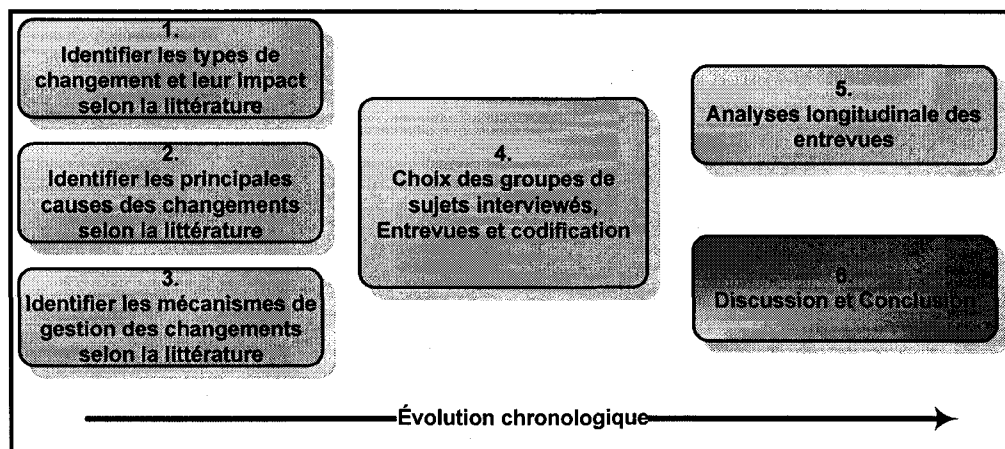 1.
Identifier les types de
changement et leur impact
selon la littérature
2.
Identifier les principales
causes des changements
selon la littérature
3.
Identifier les mécanismes de
gestion des changements
selon la littérature
4.
Choix des groupes de
sujets interviewés,
Entrevues et codification
5.
Analyses longitudinale des
entrevues
6.
Discussion et Conclusion
Évolution chronologique